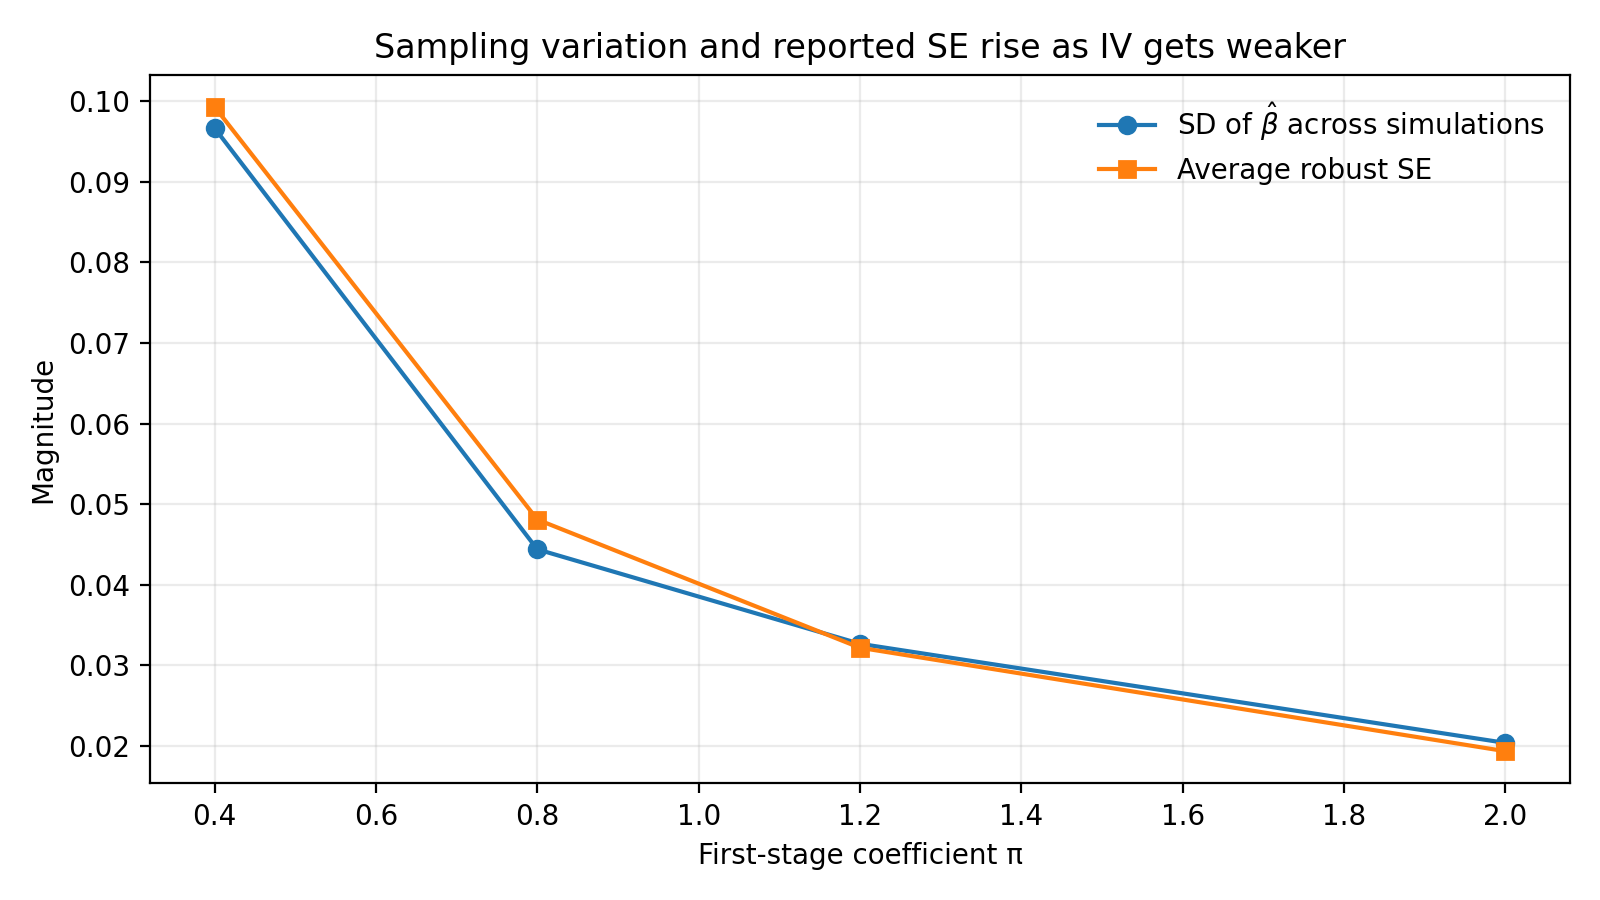 Sampling variation and reported SE rise as IV gets weaker
SD of β̂ across simulations
Average robust SE
Magnitude
0.10
0.09
0.08
0.07
0.06
0.05
0.04
0.03
0.02
0.4 0.6 0.8 1.0 1.2 1.4 1.6 1.8 2.0
First-stage coefficient π